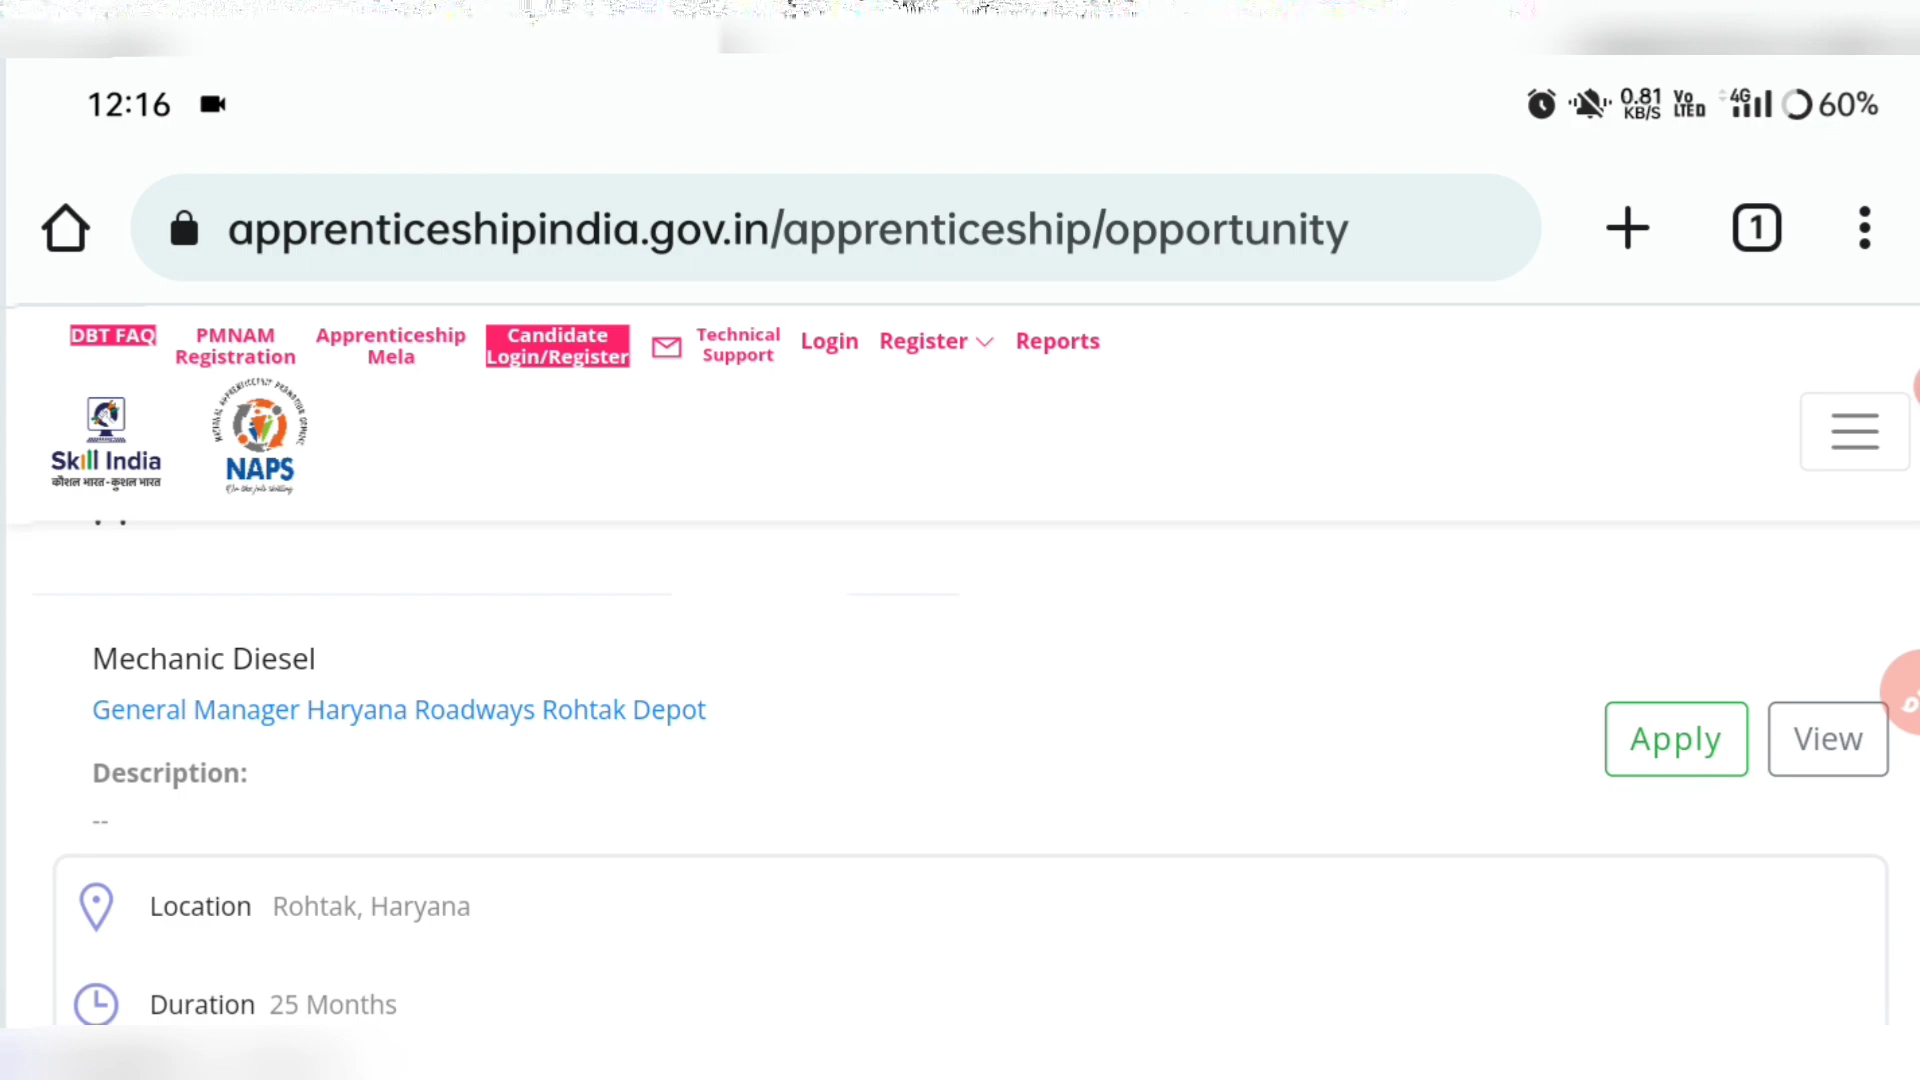 12:16
0.81 KB/S
Vo LTED
4G
60%
apprenticeshipindia.gov.in/apprenticeship/opportunity
1
DBT FAQ
PMNAM Registration
Apprenticeship Mela
Candidate Login/Register
Technical Support
Login
Register
Reports
Skill India
कौशल भारत - कुशल भारत
NAPS
Mechanic Diesel
General Manager Haryana Roadways Rohtak Depot
Apply
View
Description:
--
Location Rohtak, Haryana
Duration 25 Months